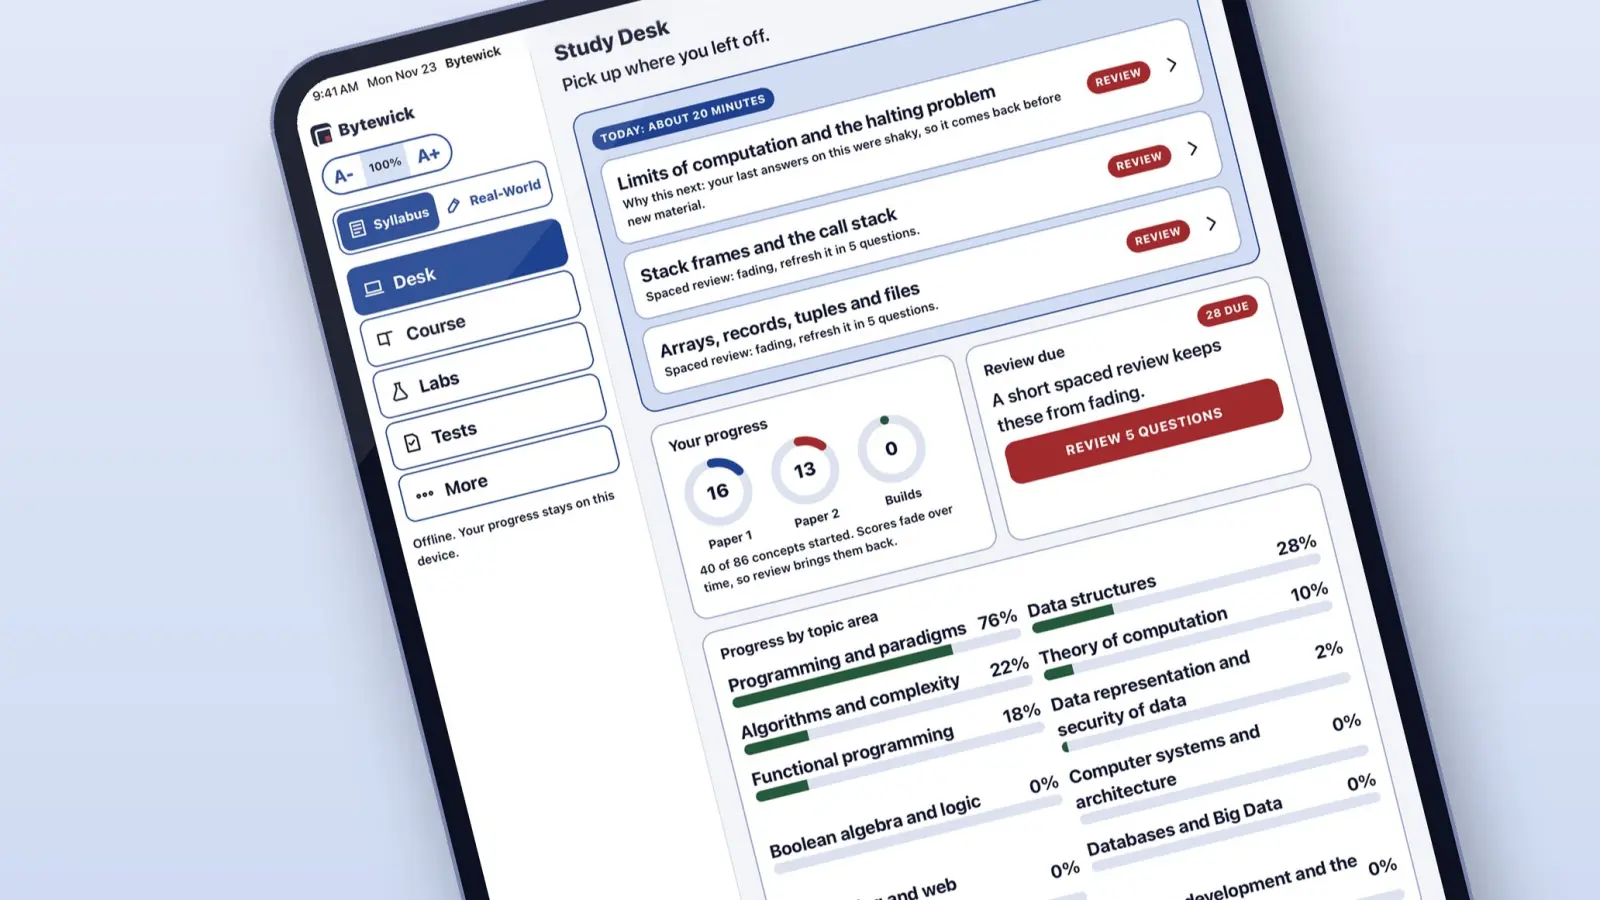 9:41 AM Mon Nov 23 Bytewick
Bytewick
A- 100% A+
Syllabus Real-World
Desk
Course
Labs
Tests
More
Offline. Your progress stays on this
device.
Study Desk
Pick up where you left off.
TODAY: ABOUT 20 MINUTES
Limits of computation and the halting problem
Why this next: your last answers on this were shaky, so it comes back before
new material.
REVIEW
Stack frames and the call stack
Spaced review: fading, refresh it in 5 questions.
REVIEW
Arrays, records, tuples and files
Spaced review: fading, refresh it in 5 questions.
REVIEW
Your progress
16
Paper 1
13
Paper 2
0
Builds
40 of 86 concepts started. Scores fade over
time, so review brings them back.
28 DUE
Review due
A short spaced review keeps
these from fading.
REVIEW 5 QUESTIONS
Progress by topic area
Programming and paradigms 76%
Algorithms and complexity 22%
Functional programming 18%
Boolean algebra and logic 0%
and web 0%
Data structures 28%
Theory of computation 10%
Data representation and
security of data 2%
Computer systems and
architecture 0%
Databases and Big Data 0%
development and the 0%